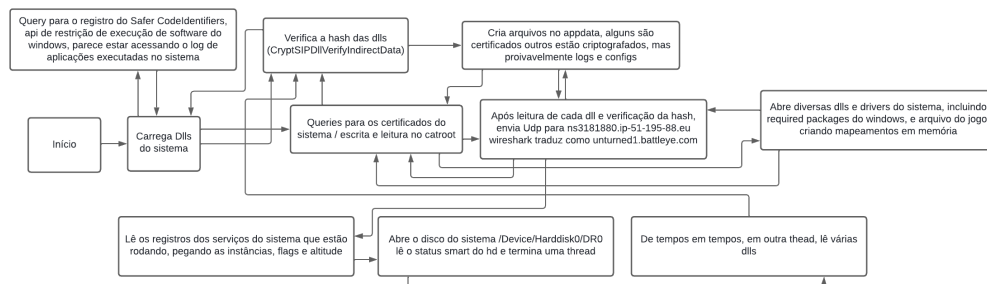 Query para o registro do Safer CodeIdentifiers,
api de restrição de execução de software do
windows, parece estar acessando o log de
aplicações executadas no sistema
Verifica a hash das dlls
(CryptSIPDllVerifyIndirectData)
Cria arquivos no appdata, alguns são
certificados outros estão criptografados, mas
proivavelmente logs e configs
Início
Carrega Dlls
do sistema
Queries para os certificados do
sistema / escrita e leitura no catroot
Após leitura de cada dll e verificação da hash,
envia Udp para ns3181880.ip-51-195-88.eu
wireshark traduz como unturned1.battleye.com
Abre diversas dlls e drivers do sistema, incluindo
required packages do windows, e arquivo do jogo
criando mapeamentos em memória
Lê os registros dos serviços do sistema que estão
rodando, pegando as instâncias, flags e altitude
Abre o disco do sistema /Device/Harddisk0/DR0
lê o status smart do hd e termina uma thread
De tempos em tempos, em outra thead, lê várias
dlls